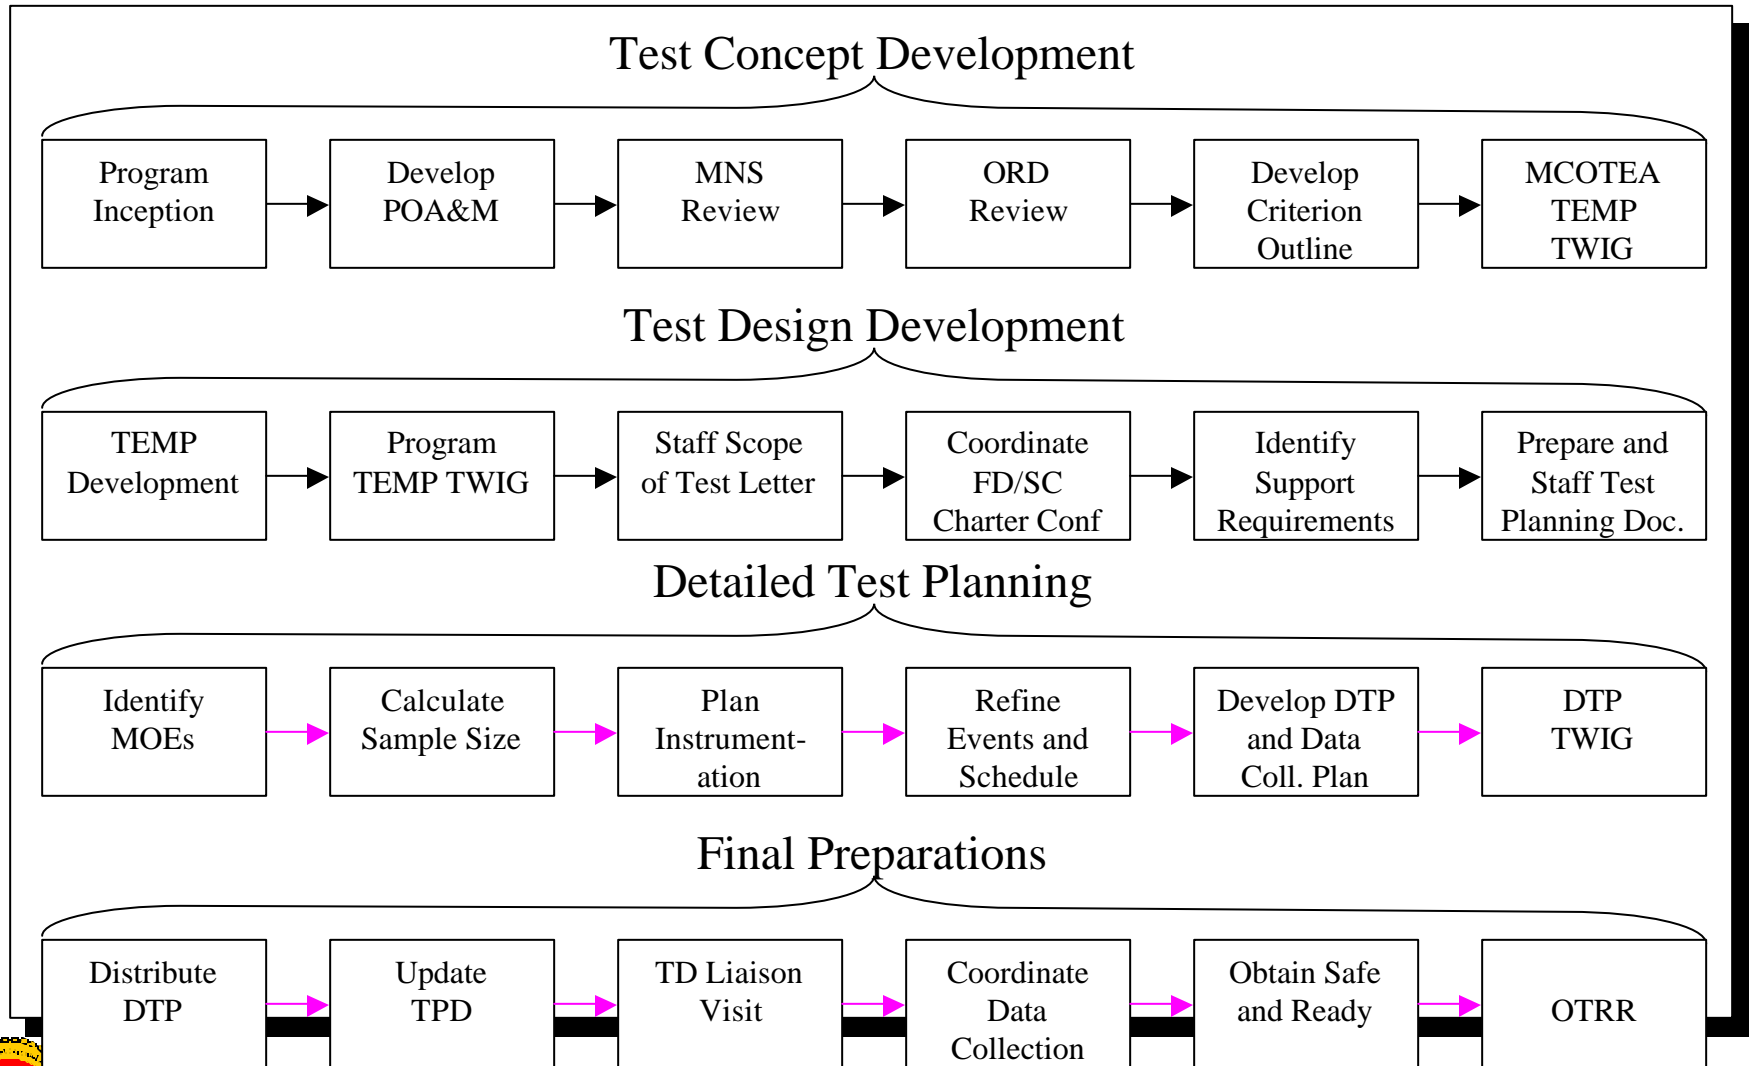 Test Concept Development
Program
Inception
Develop
POA&M
MNS
Review
ORD
Review
Develop
Criterion
Outline
MCOTEA
TEMP
TWIG
Test Design Development
TEMP
Development
Program
TEMP TWIG
Staff Scope
of Test Letter
Coordinate
FD/SC
Charter Conf
Identify
Support
Requirements
Prepare and
Staff Test
Planning Doc.
Detailed Test Planning
Identify
MOEs
Calculate
Sample Size
Plan
Instrument-
ation
Refine
Events and
Schedule
Develop DTP
and Data
Coll. Plan
DTP
TWIG
Final Preparations
Distribute
DTP
Update
TPD
TD Liaison
Visit
Coordinate
Data
Collection
Obtain Safe
and Ready
OTRR